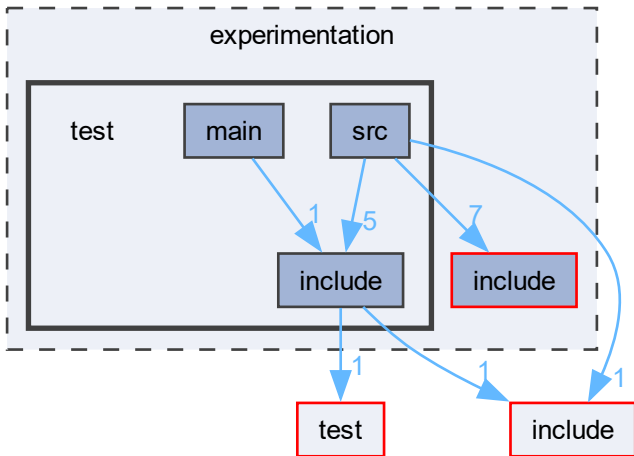 experimentation
test
main
src
1
5
7
include
include
1
1
1
test
include